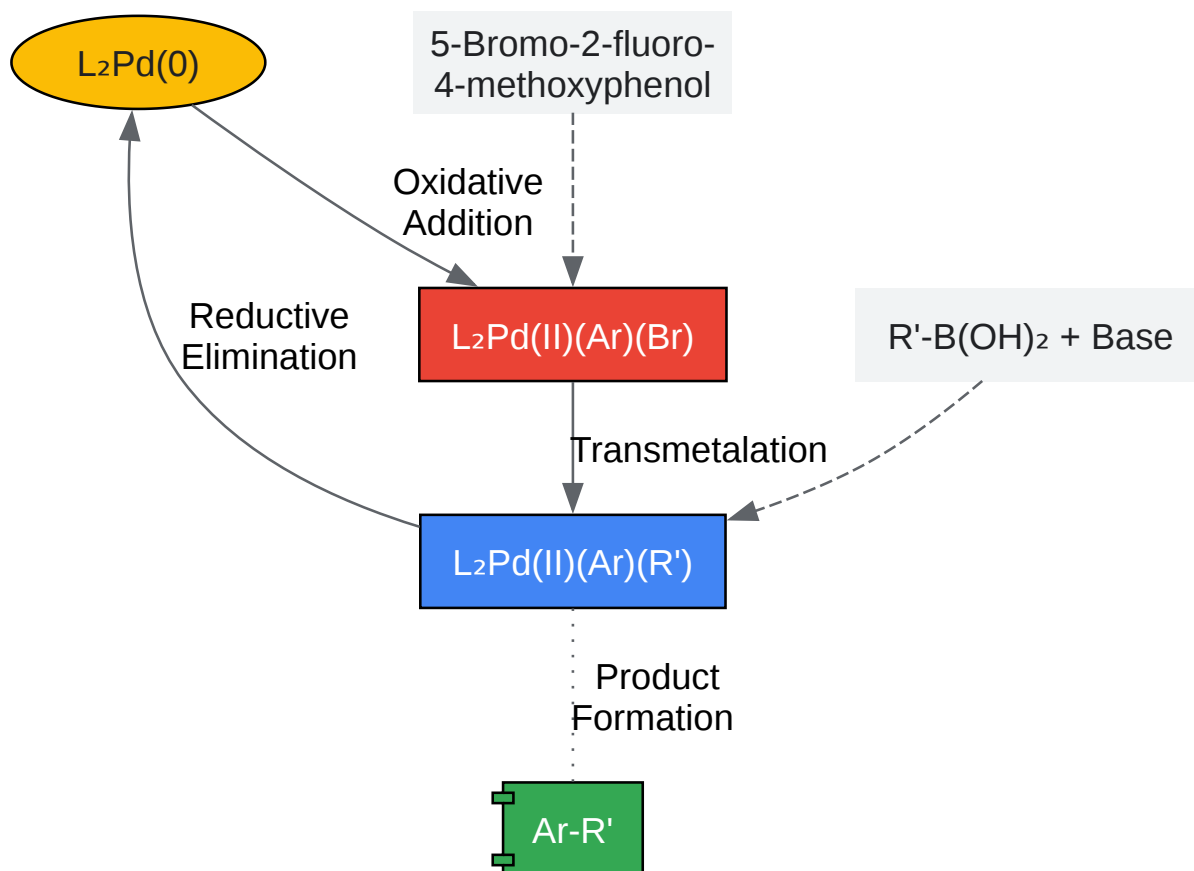 L₂Pd(0)
5-Bromo-2-fluoro-
4-methoxyphenol
Oxidative
Addition
Reductive
Elimination
L₂Pd(II)(Ar)(Br)
R'-B(OH)₂ + Base
Transmetalation
L₂Pd(II)(Ar)(R')
Product
Formation
Ar-R'